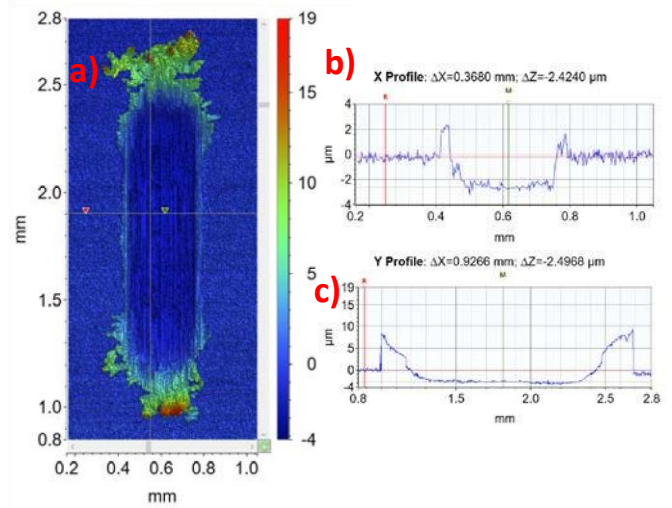 a)
2.8
2.5
2.0
1.5
1.0
0.8
mm
0.2 0.4 0.6 0.8 1.0
mm
19
15
10
5
0
-4
b)
X Profile: ΔX=0.3680 mm; ΔZ=-2.4240 µm
R
M
µm
4
2
0
-2
-4
0.2 0.4 0.6 0.8 1.0
mm
c)
Y Profile: ΔX=0.9266 mm; ΔZ=-2.4968 µm
R
M
µm
19
15
10
5
0
-4
0.8 1.5 2.0 2.5 2.8
mm